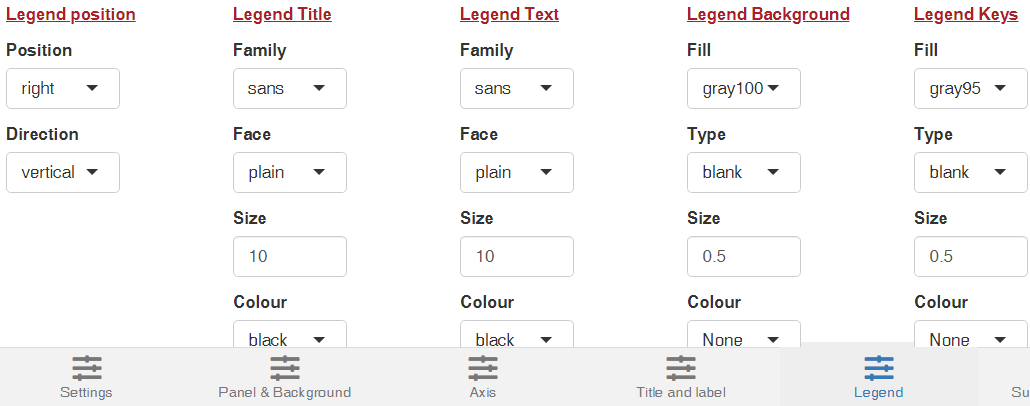 Legend position Legend Title Legend Text Legend Background Legend Keys
Position Family Family Fill Fill
right sans sans gray100 gray95
Direction Face Face Type Type
vertical plain plain blank blank
Size Size Size Size
10 10 0.5 0.5
Colour Colour Colour Colour
black black None None
Settings Panel & Background Axis Title and label Legend Su